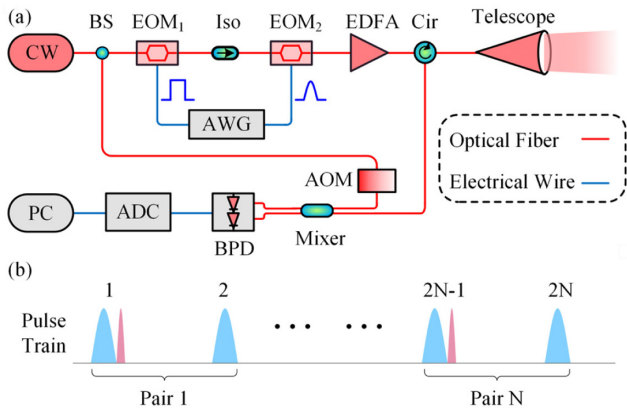 (a)
BS EOM₁ Iso EOM₂ EDFA Cir Telescope
CW
AWG
Optical Fiber
Electrical Wire
AOM
PC ADC BPD Mixer
(b)
1 2 2N-1 2N
Pulse
Train
... ...
Pair 1 Pair N